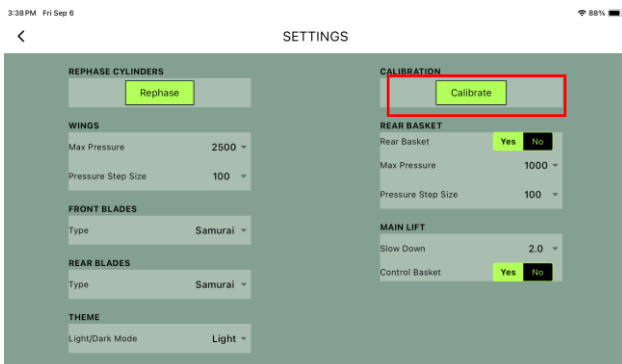 3:38 PM Fri Sep 6
88%
SETTINGS
REPHASE CYLINDERS
Rephase
WINGS
Max Pressure 2500
Pressure Step Size 100
FRONT BLADES
Type Samurai
REAR BLADES
Type Samurai
THEME
Light/Dark Mode Light
CALIBRATION
Calibrate
REAR BASKET
Rear Basket Yes No
Max Pressure 1000
Pressure Step Size 100
MAIN LIFT
Slow Down 2.0
Control Basket Yes No